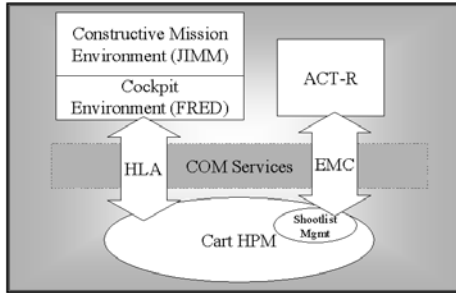 Constructive Mission
Environment (JIMM)
Cockpit
Environment (FRED)
ACT-R
HLA
COM Services
EMC
Shootlist
Mgmt
Cart HPM